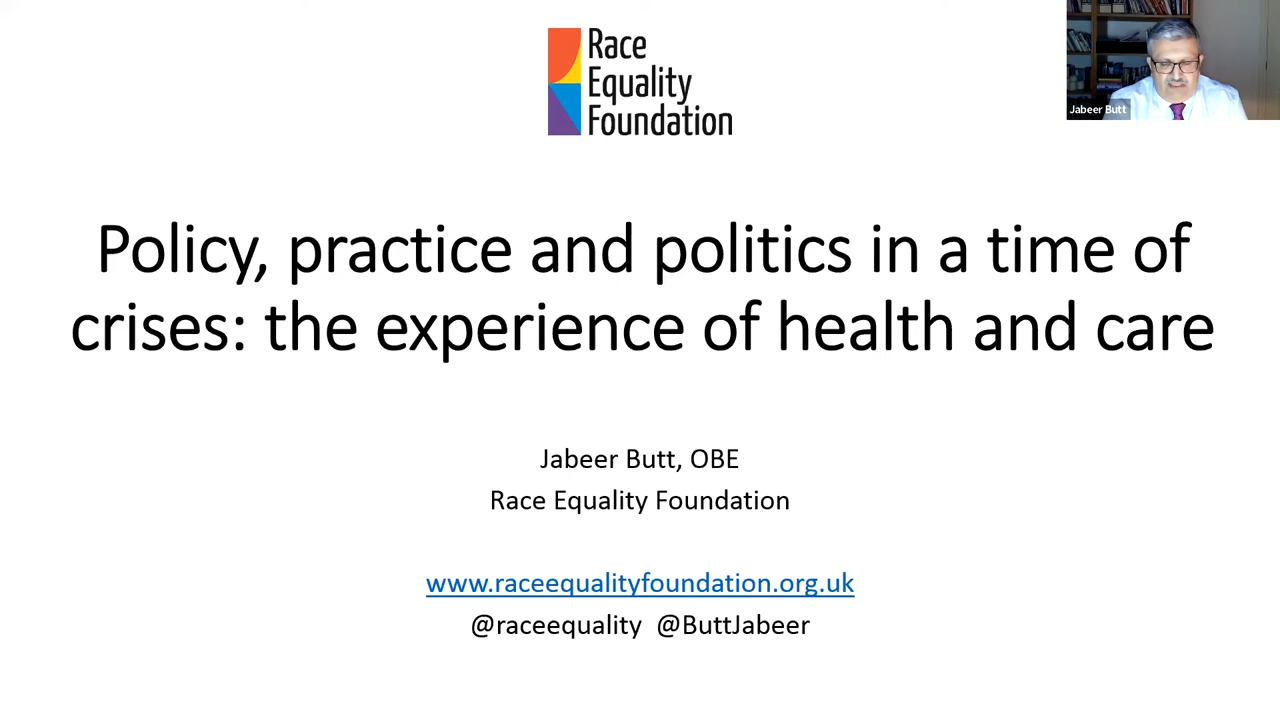 Race
Equality
Foundation
Jabeer Butt
Policy, practice and politics in a time of
crises: the experience of health and care
Jabeer Butt, OBE
Race Equality Foundation
www.raceequalityfoundation.org.uk
@raceequality @ButtJabeer